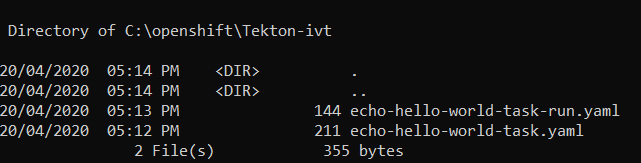 Directory of C:\openshift\Tekton-ivt
20/04/2020 05:14 PM <DIR> .
20/04/2020 05:14 PM <DIR> ..
20/04/2020 05:13 PM 144 echo-hello-world-task-run.yaml
20/04/2020 05:12 PM 211 echo-hello-world-task.yaml
2 File(s) 355 bytes